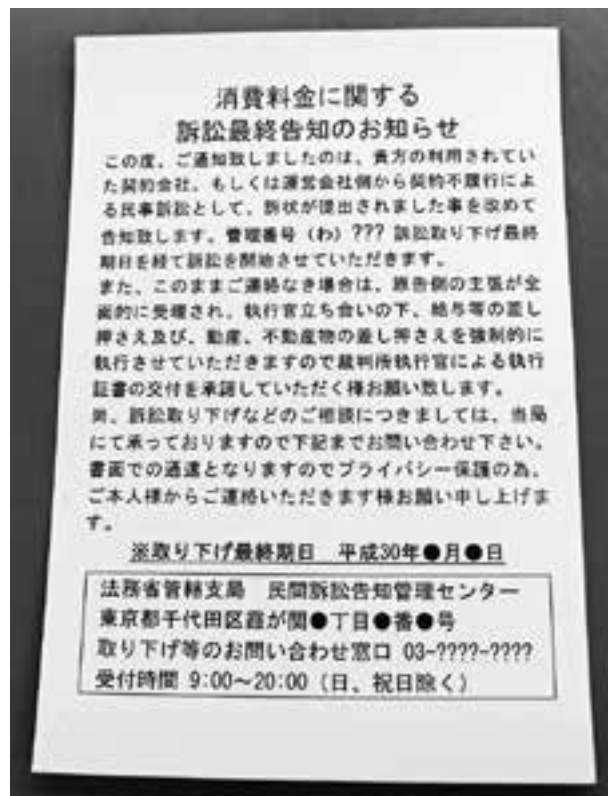 消費料金に関する
訴訟最終告知のお知らせ
この度、ご通知致しましたのは、貴方の利用されてい
た契約会社、もしくは運営会社側から契約不履行によ
る民事訴訟として、訴状が提出されました事を改めて
告知致します。管理番号（わ）??? 訴訟取り下げ最終
期日を経て訴訟を開始させていただきます。
また、このままご連絡なき場合は、原告側の主張が全
面的に受理され、執行官立ち会いの下、給与等の差し
押さえ及び、動産、不動産物の差し押さえを強制的に
執行させていただきますので裁判所執行官による執行
証書の交付を承諾していただく様お願い致します。
尚、訴訟取り下げなどのご相談につきましては、当局
にて承っておりますので下記までお問い合わせ下さい。
書面での通達となりますのでプライバシー保護の為、
ご本人様からご連絡いただきます様お願い申し上げま
す。
※取り下げ最終期日　平成30年●月●日
法務省管轄支局　民間訴訟告知管理センター
東京都千代田区霞が関●丁目●番●号
取り下げ等のお問い合わせ窓口 03-????-????
受付時間 9:00～20:00（日、祝日除く）